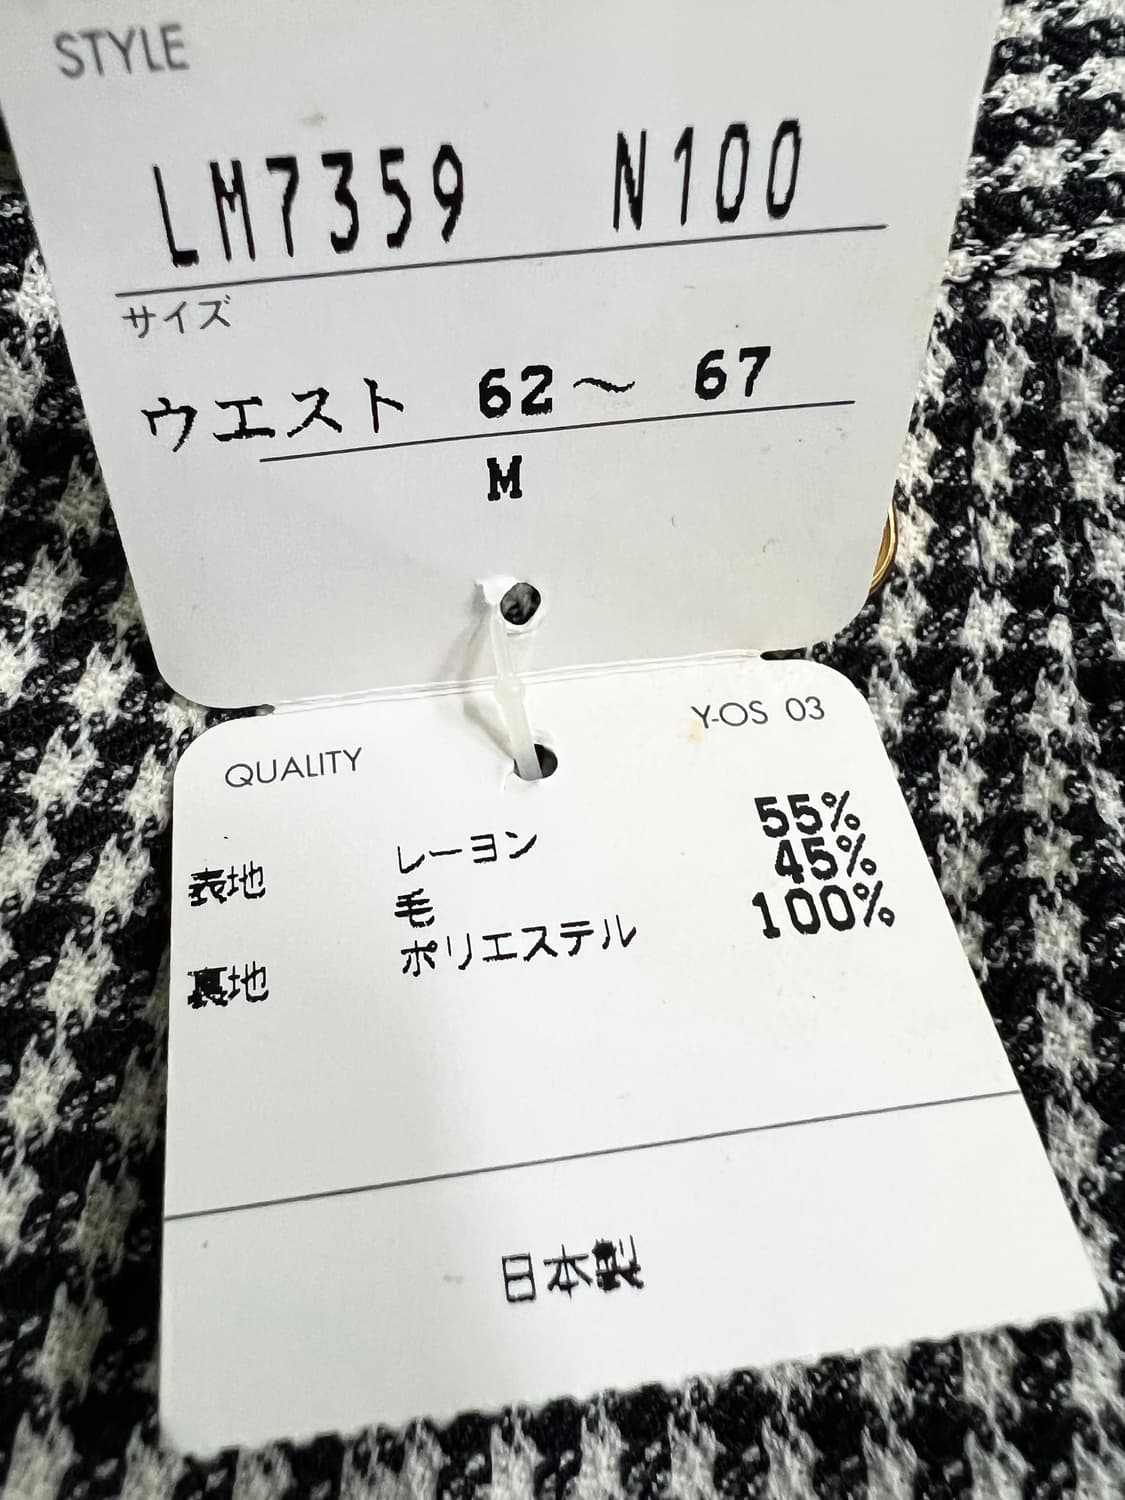 STYLE
LM7359 N100
サイズ
ウエスト 62～ 67
M
QUALITY Y-OS 03
表地 レーヨン 55%
毛 45%
裏地 ポリエステル 100%
日本製